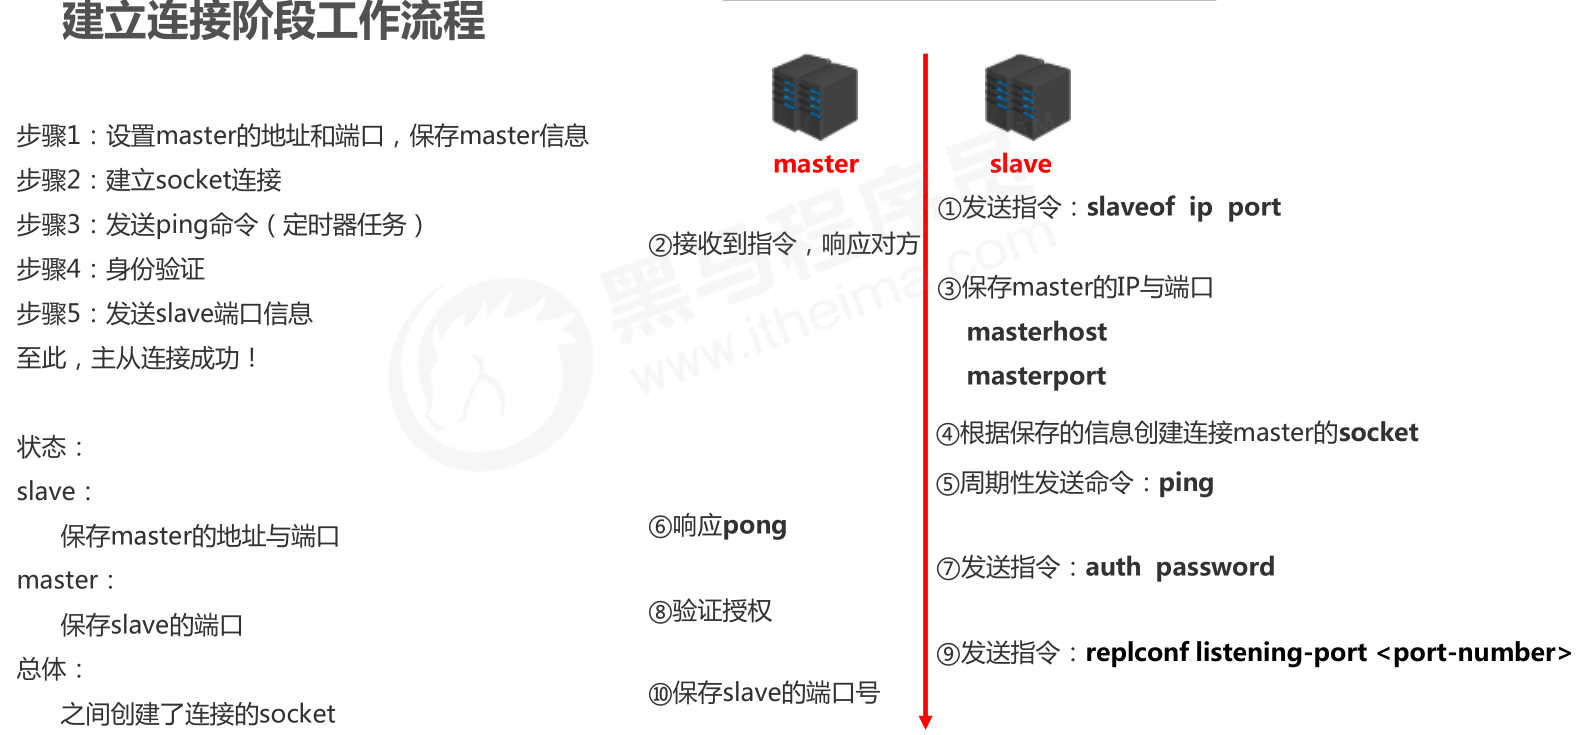 建立连接阶段工作流程
步骤1：设置master的地址和端口，保存master信息
步骤2：建立socket连接
步骤3：发送ping命令（定时器任务）
步骤4：身份验证
步骤5：发送slave端口信息
至此，主从连接成功！
状态：
slave：
保存master的地址与端口
master：
保存slave的端口
总体：
之间创建了连接的socket
master
slave
①发送指令：slaveof ip port
②接收到指令，响应对方
③保存master的IP与端口
masterhost
masterport
④根据保存的信息创建连接master的socket
⑤周期性发送命令：ping
⑥响应pong
⑦发送指令：auth password
⑧验证授权
⑨发送指令：replconf listening-port <port-number>
⑩保存slave的端口号
黑马程序员
www.itheima.com